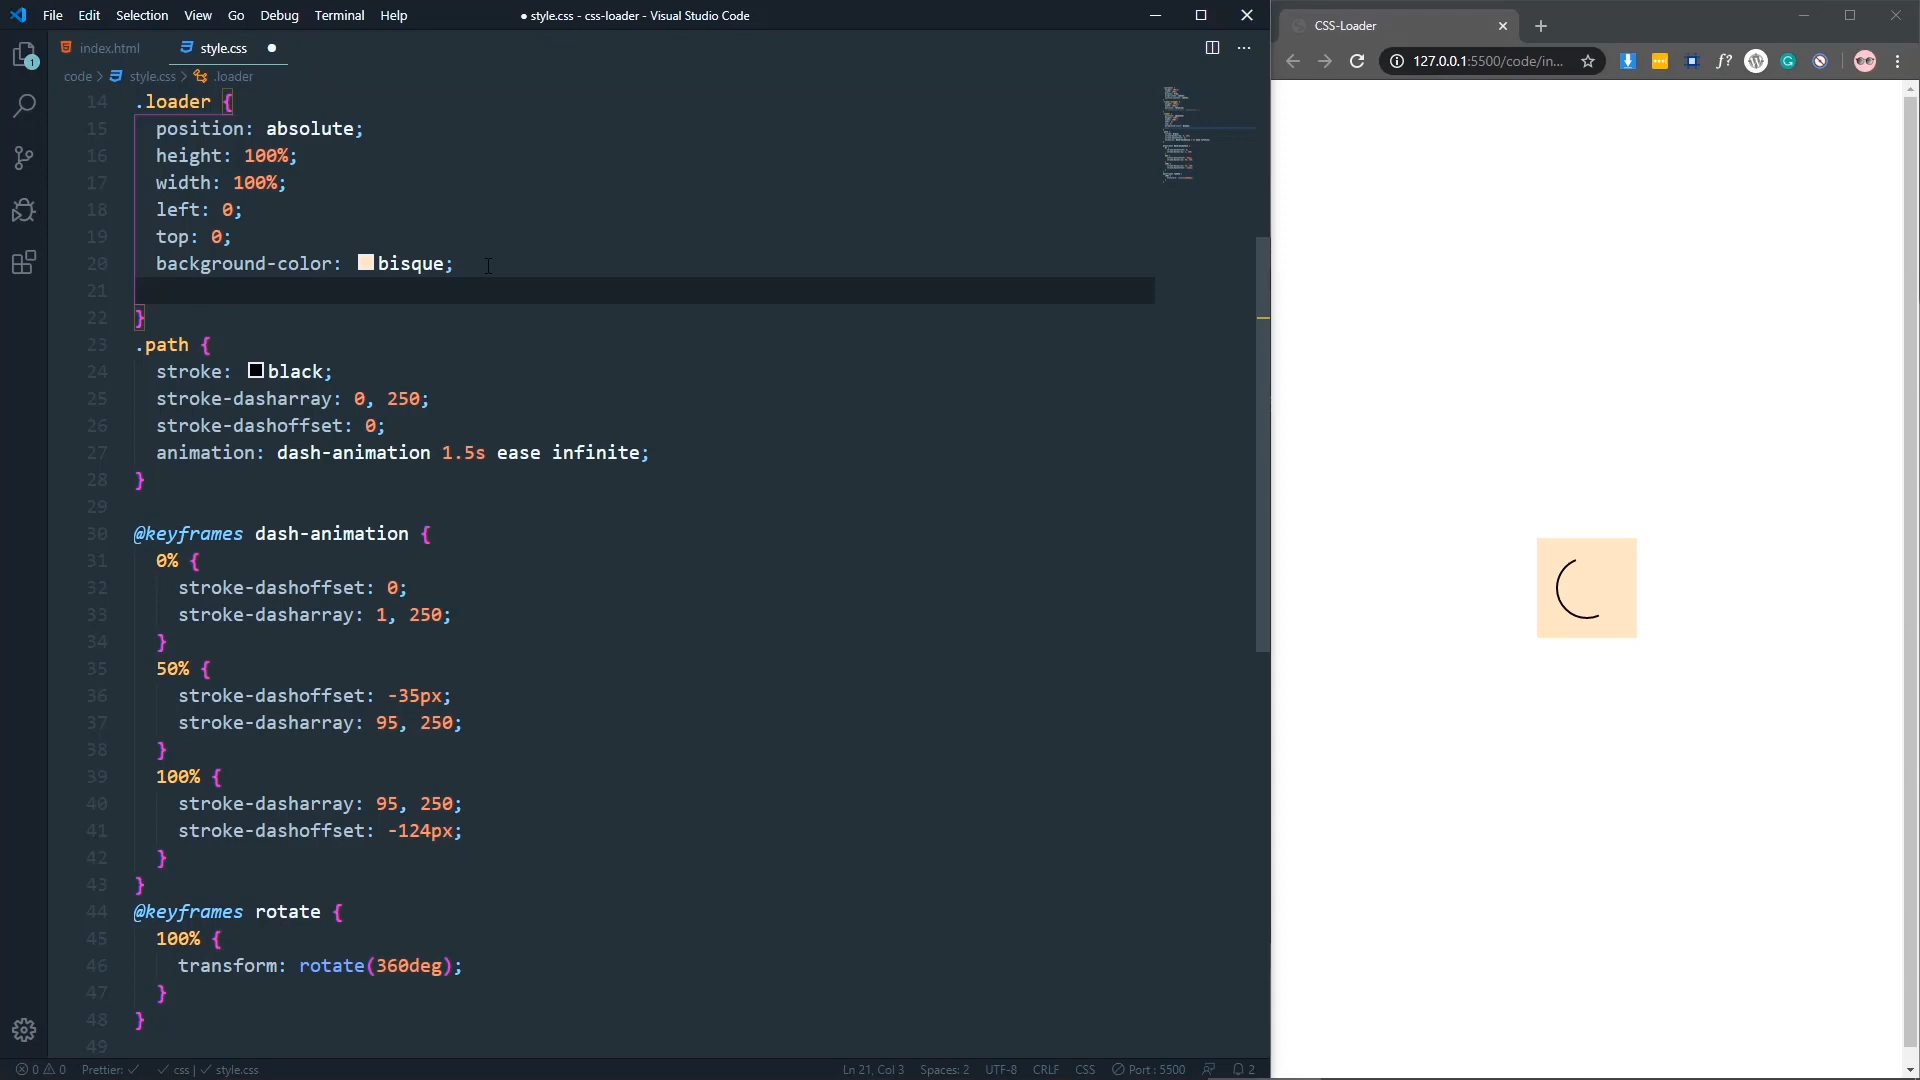 File Edit Selection View Go Debug Terminal Help
● style.css - css-loader - Visual Studio Code
index.html
style.css
code > style.css > .loader
14 .loader {
15 position: absolute;
16 height: 100%;
17 width: 100%;
18 left: 0;
19 top: 0;
20 background-color: bisque;
21
22 }
23 .path {
24 stroke: black;
25 stroke-dasharray: 0, 250;
26 stroke-dashoffset: 0;
27 animation: dash-animation 1.5s ease infinite;
28 }
29
30 @keyframes dash-animation {
31 0% {
32 stroke-dashoffset: 0;
33 stroke-dasharray: 1, 250;
34 }
35 50% {
36 stroke-dashoffset: -35px;
37 stroke-dasharray: 95, 250;
38 }
39 100% {
40 stroke-dasharray: 95, 250;
41 stroke-dashoffset: -124px;
42 }
43 }
44 @keyframes rotate {
45 100% {
46 transform: rotate(360deg);
47 }
48 }
49
0 0 Prettier: ✓ ✓ css | ✓ style.css
Ln 21, Col 3 Spaces: 2 UTF-8 CRLF CSS Port : 5500 2
1
CSS-Loader
127.0.0.1:5500/code/in...
f?